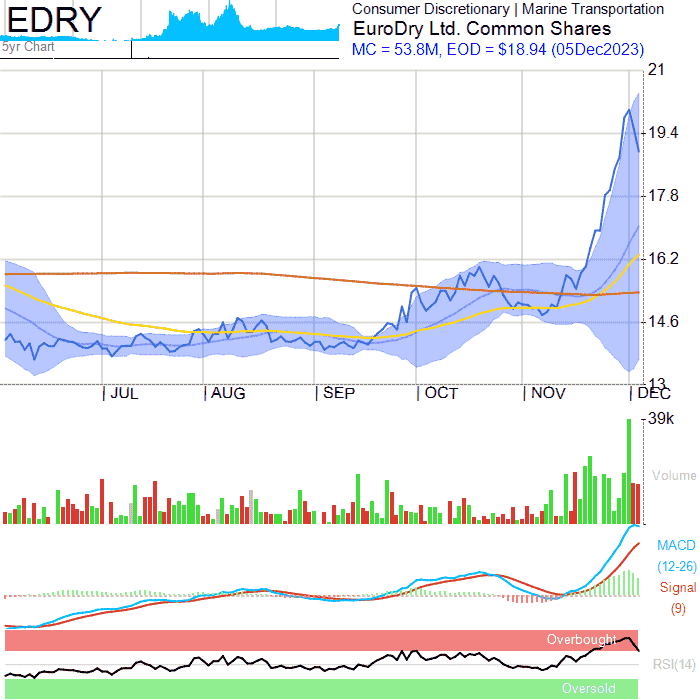 EDRY
5yr Chart
Consumer Discretionary | Marine Transportation
EuroDry Ltd. Common Shares
MC = 53.8M, EOD = $18.94 (05Dec2023)
21
19.4
17.8
16.2
14.6
13
JUL AUG SEP OCT NOV DEC
39k
Volume
MACD
(12-26)
Signal
(9)
Overbought
RSI(14)
Oversold